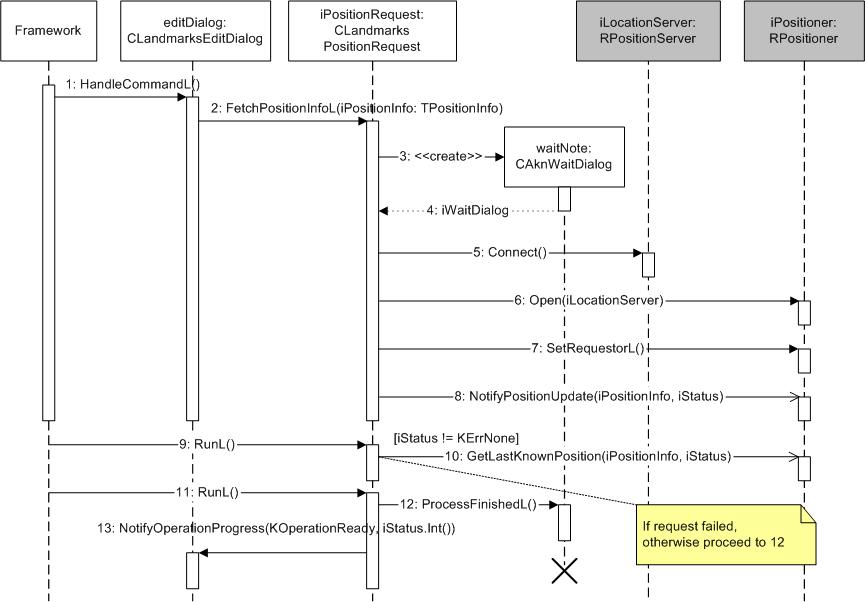 Framework
editDialog:
CLandmarksEditDialog
iPositionRequest:
CLandmarks
PositionRequest
iLocationServer:
RPositionServer
iPositioner:
RPositioner
1: HandleCommandL()
2: FetchPositionInfoL(iPositionInfo: TPositionInfo)
waitNote:
CAknWaitDialog
3: <<create>>
4: iWaitDialog
5: Connect()
6: Open(iLocationServer)
7: SetRequestorL()
8: NotifyPositionUpdate(iPositionInfo, iStatus)
9: RunL()
[iStatus != KErrNone]
10: GetLastKnownPosition(iPositionInfo, iStatus)
11: RunL()
12: ProcessFinishedL()
13: NotifyOperationProgress(KOperationReady, iStatus.Int())
If request failed,
otherwise proceed to 12